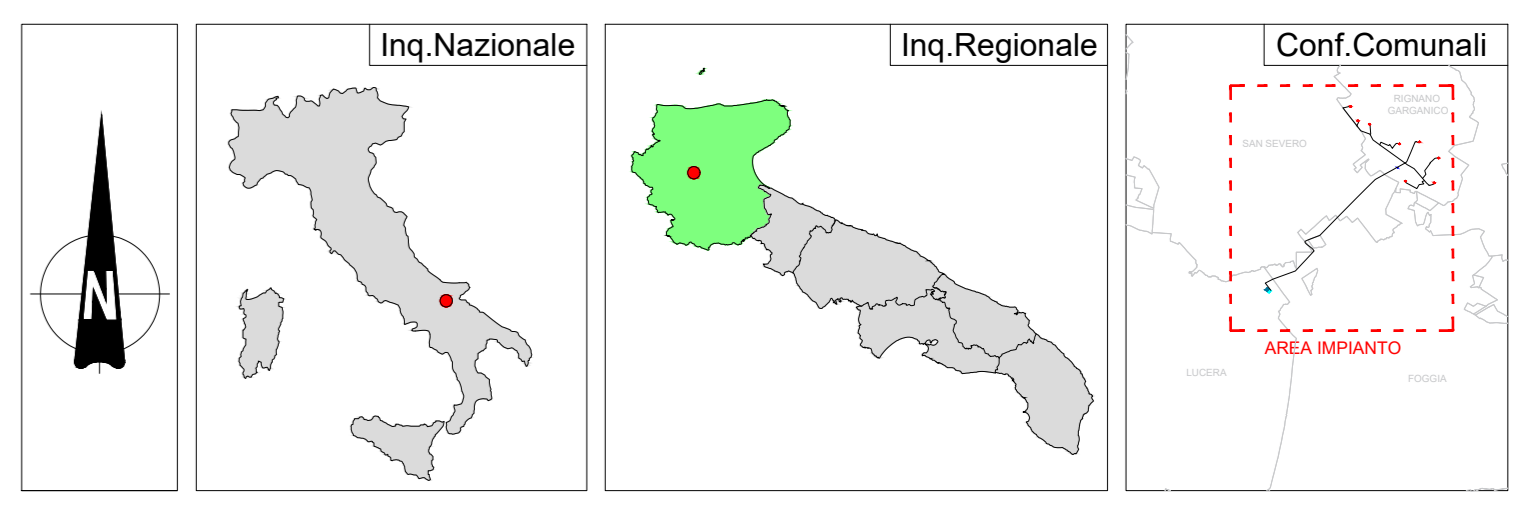 N
Inq.Nazionale
Inq.Regionale
Conf.Comunali
RIGNANO
GARGANICO
SAN SEVERO
AREA IMPIANTO
LUCERA
FOGGIA